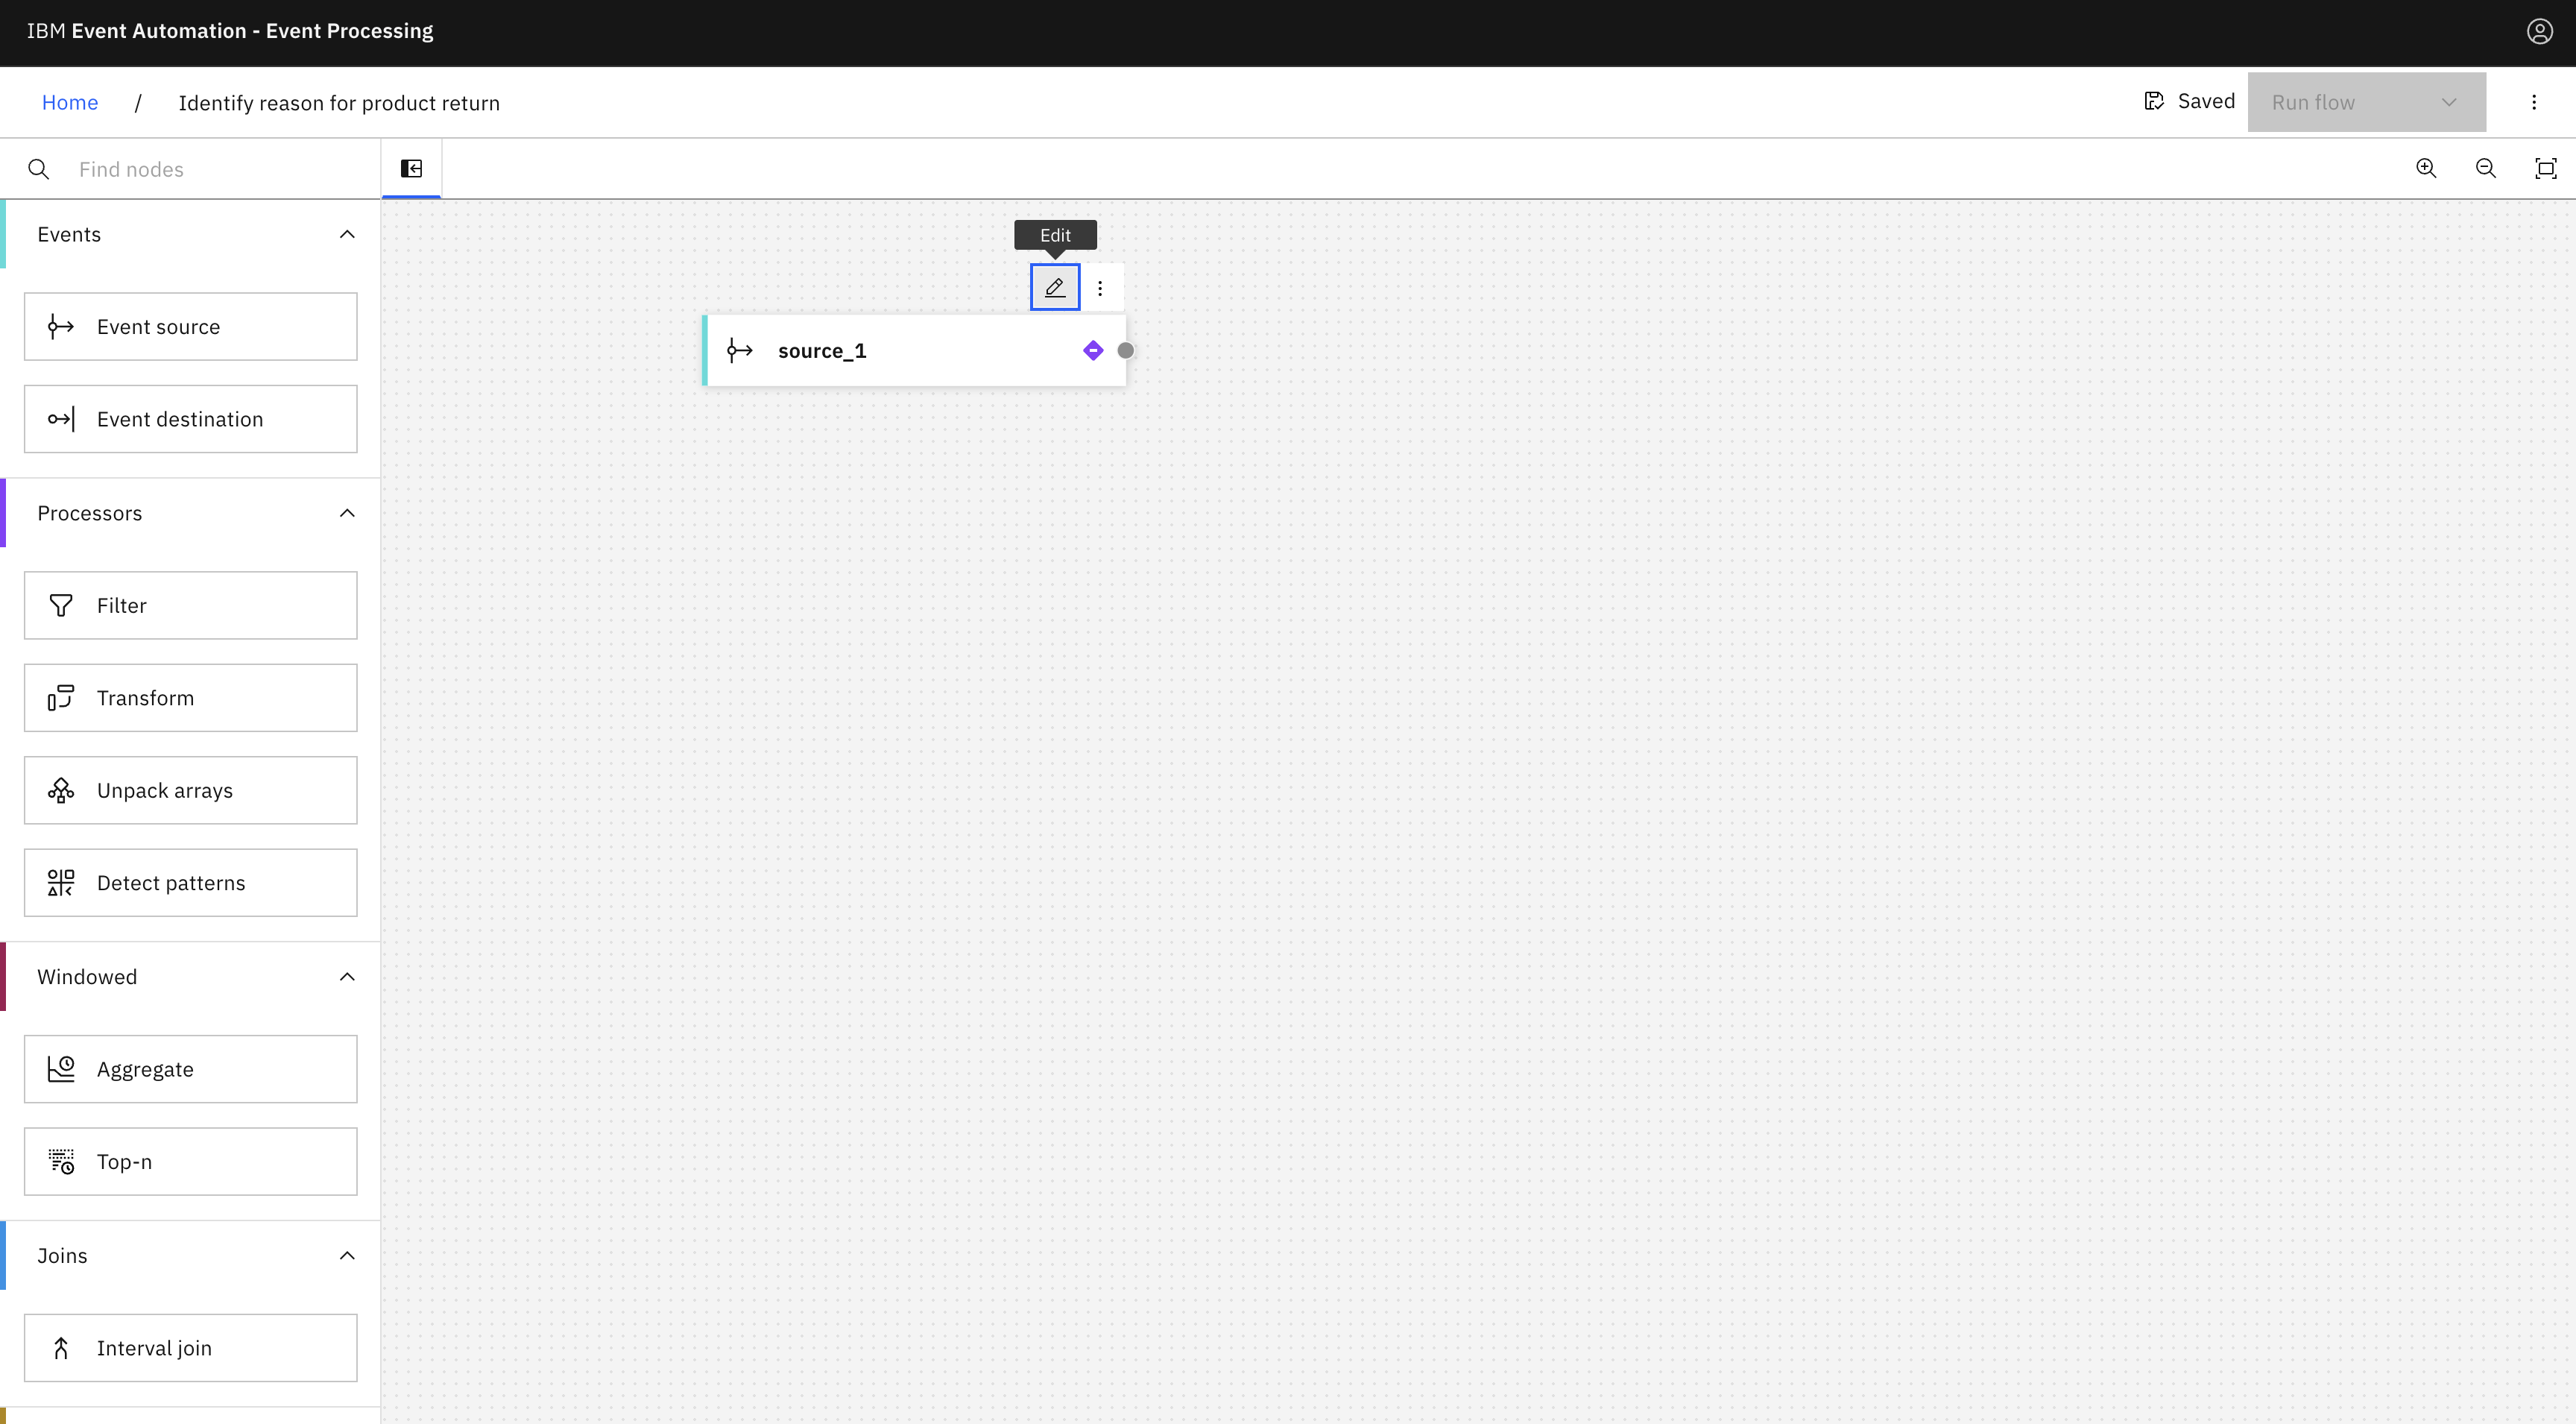 IBM Event Automation - Event Processing
Home / Identify reason for product return
Saved
Run flow
Find nodes
Events
Event source
Event destination
Processors
Filter
Transform
Unpack arrays
Detect patterns
Windowed
Aggregate
Top-n
Joins
Interval join
Edit
source_1